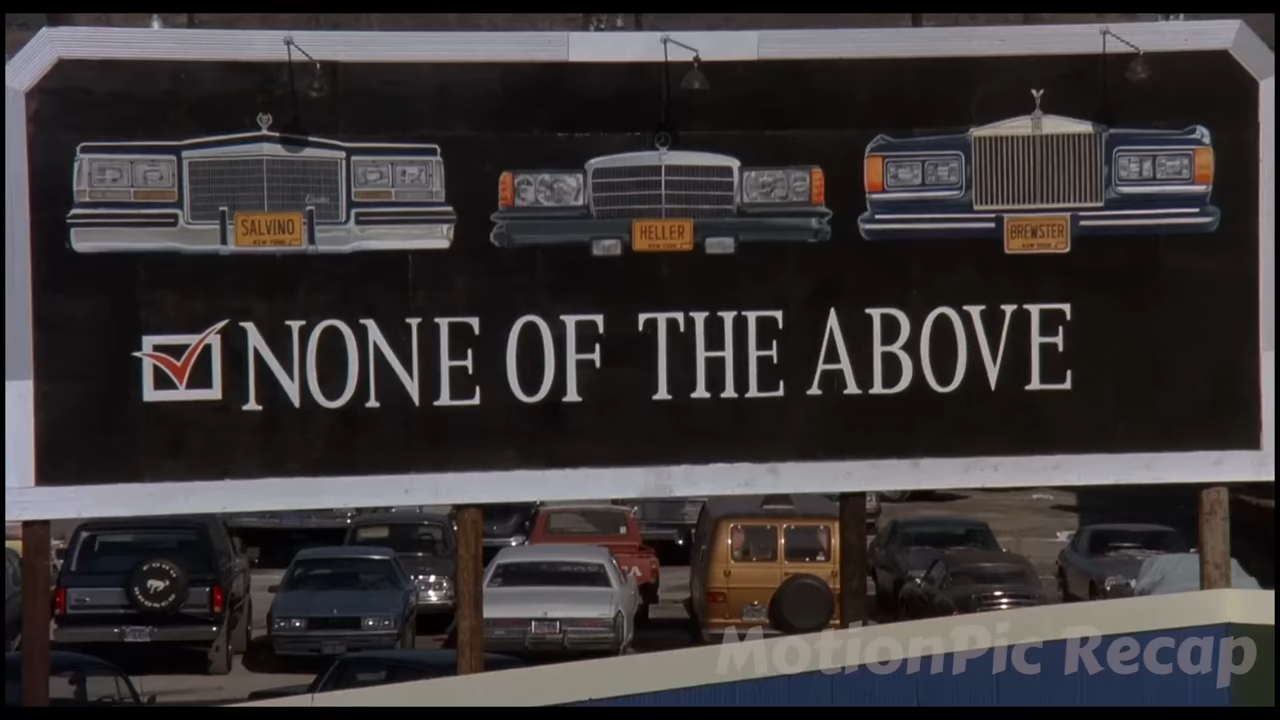 SALVINO
NEW YORK
HELLER
NEW YORK
BREWSTER
NEW YORK
NONE OF THE ABOVE
MotionPic Recap